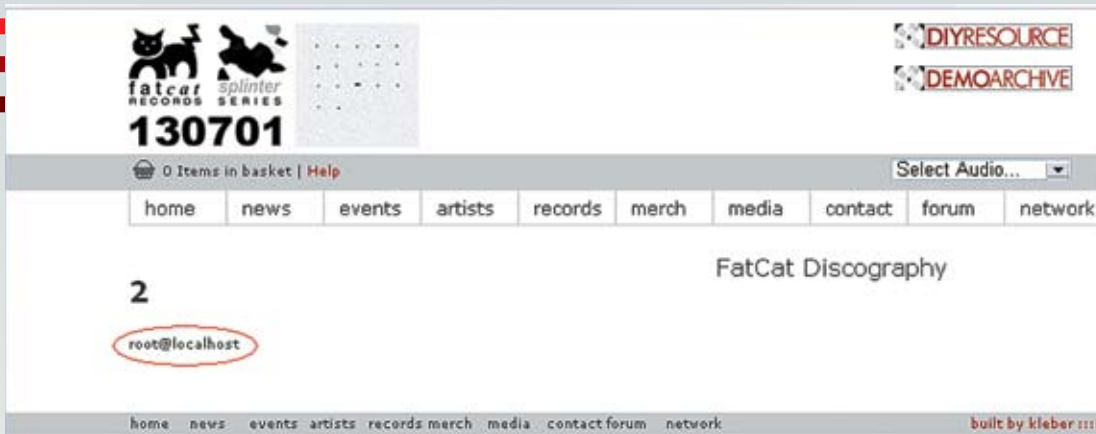 DIYRESOURCE
DEMOARCHIVE
fatcat splinter
RECORDS SERIES
130701
0 Items in basket | Help
Select Audio...
home news events artists records merch media contact forum network
FatCat Discography
2
root@localhost
home news events artists records merch media contact forum network
built by kleber :::